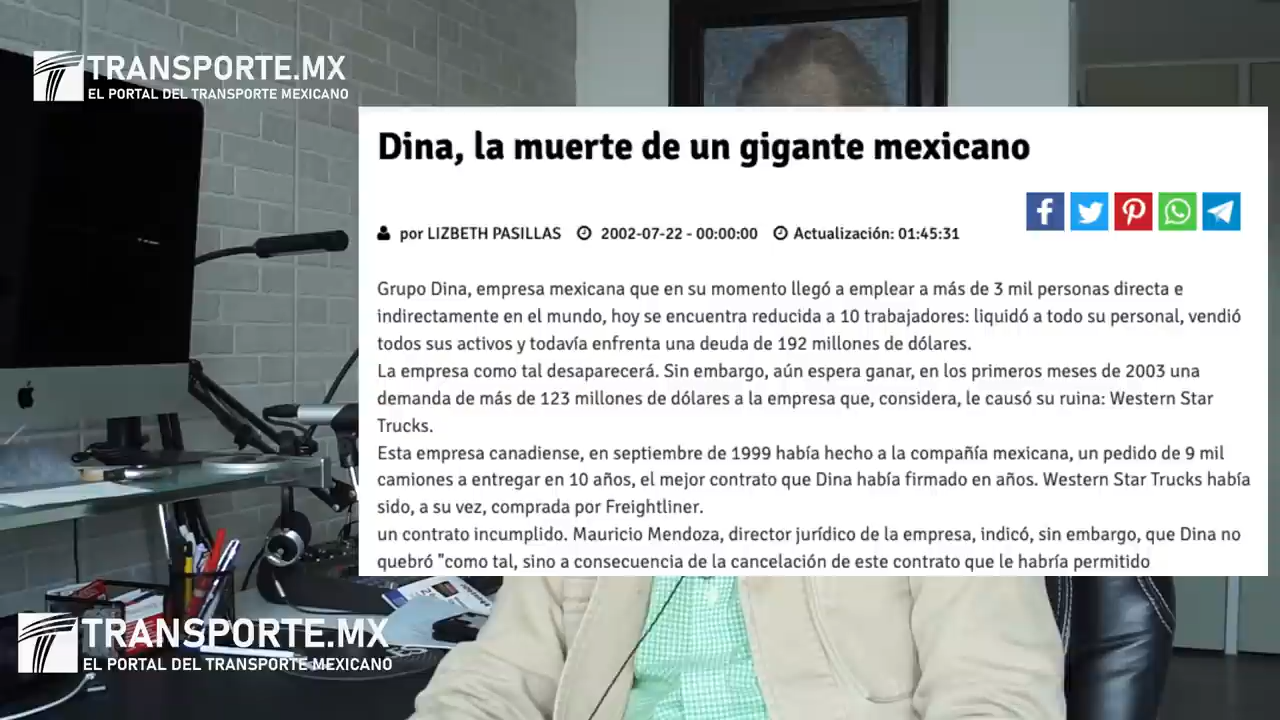 TRANSPORTE.MX
EL PORTAL DEL TRANSPORTE MEXICANO
Dina, la muerte de un gigante mexicano
por LIZBETH PASILLAS 2002-07-22 - 00:00:00 Actualización: 01:45:31
Grupo Dina, empresa mexicana que en su momento llegó a emplear a más de 3 mil personas directa e
indirectamente en el mundo, hoy se encuentra reducida a 10 trabajadores: liquidó a todo su personal, vendió
todos sus activos y todavía enfrenta una deuda de 192 millones de dólares.
La empresa como tal desaparecerá. Sin embargo, aún espera ganar, en los primeros meses de 2003 una
demanda de más de 123 millones de dólares a la empresa que, considera, le causó su ruina: Western Star
Trucks.
Esta empresa canadiense, en septiembre de 1999 había hecho a la compañía mexicana, un pedido de 9 mil
camiones a entregar en 10 años, el mejor contrato que Dina había firmado en años. Western Star Trucks había
sido, a su vez, comprada por Freightliner.
un contrato incumplido. Mauricio Mendoza, director jurídico de la empresa, indicó, sin embargo, que Dina no
quebró "como tal, sino a consecuencia de la cancelación de este contrato que le habría permitido
TRANSPORTE.MX
EL PORTAL DEL TRANSPORTE MEXICANO